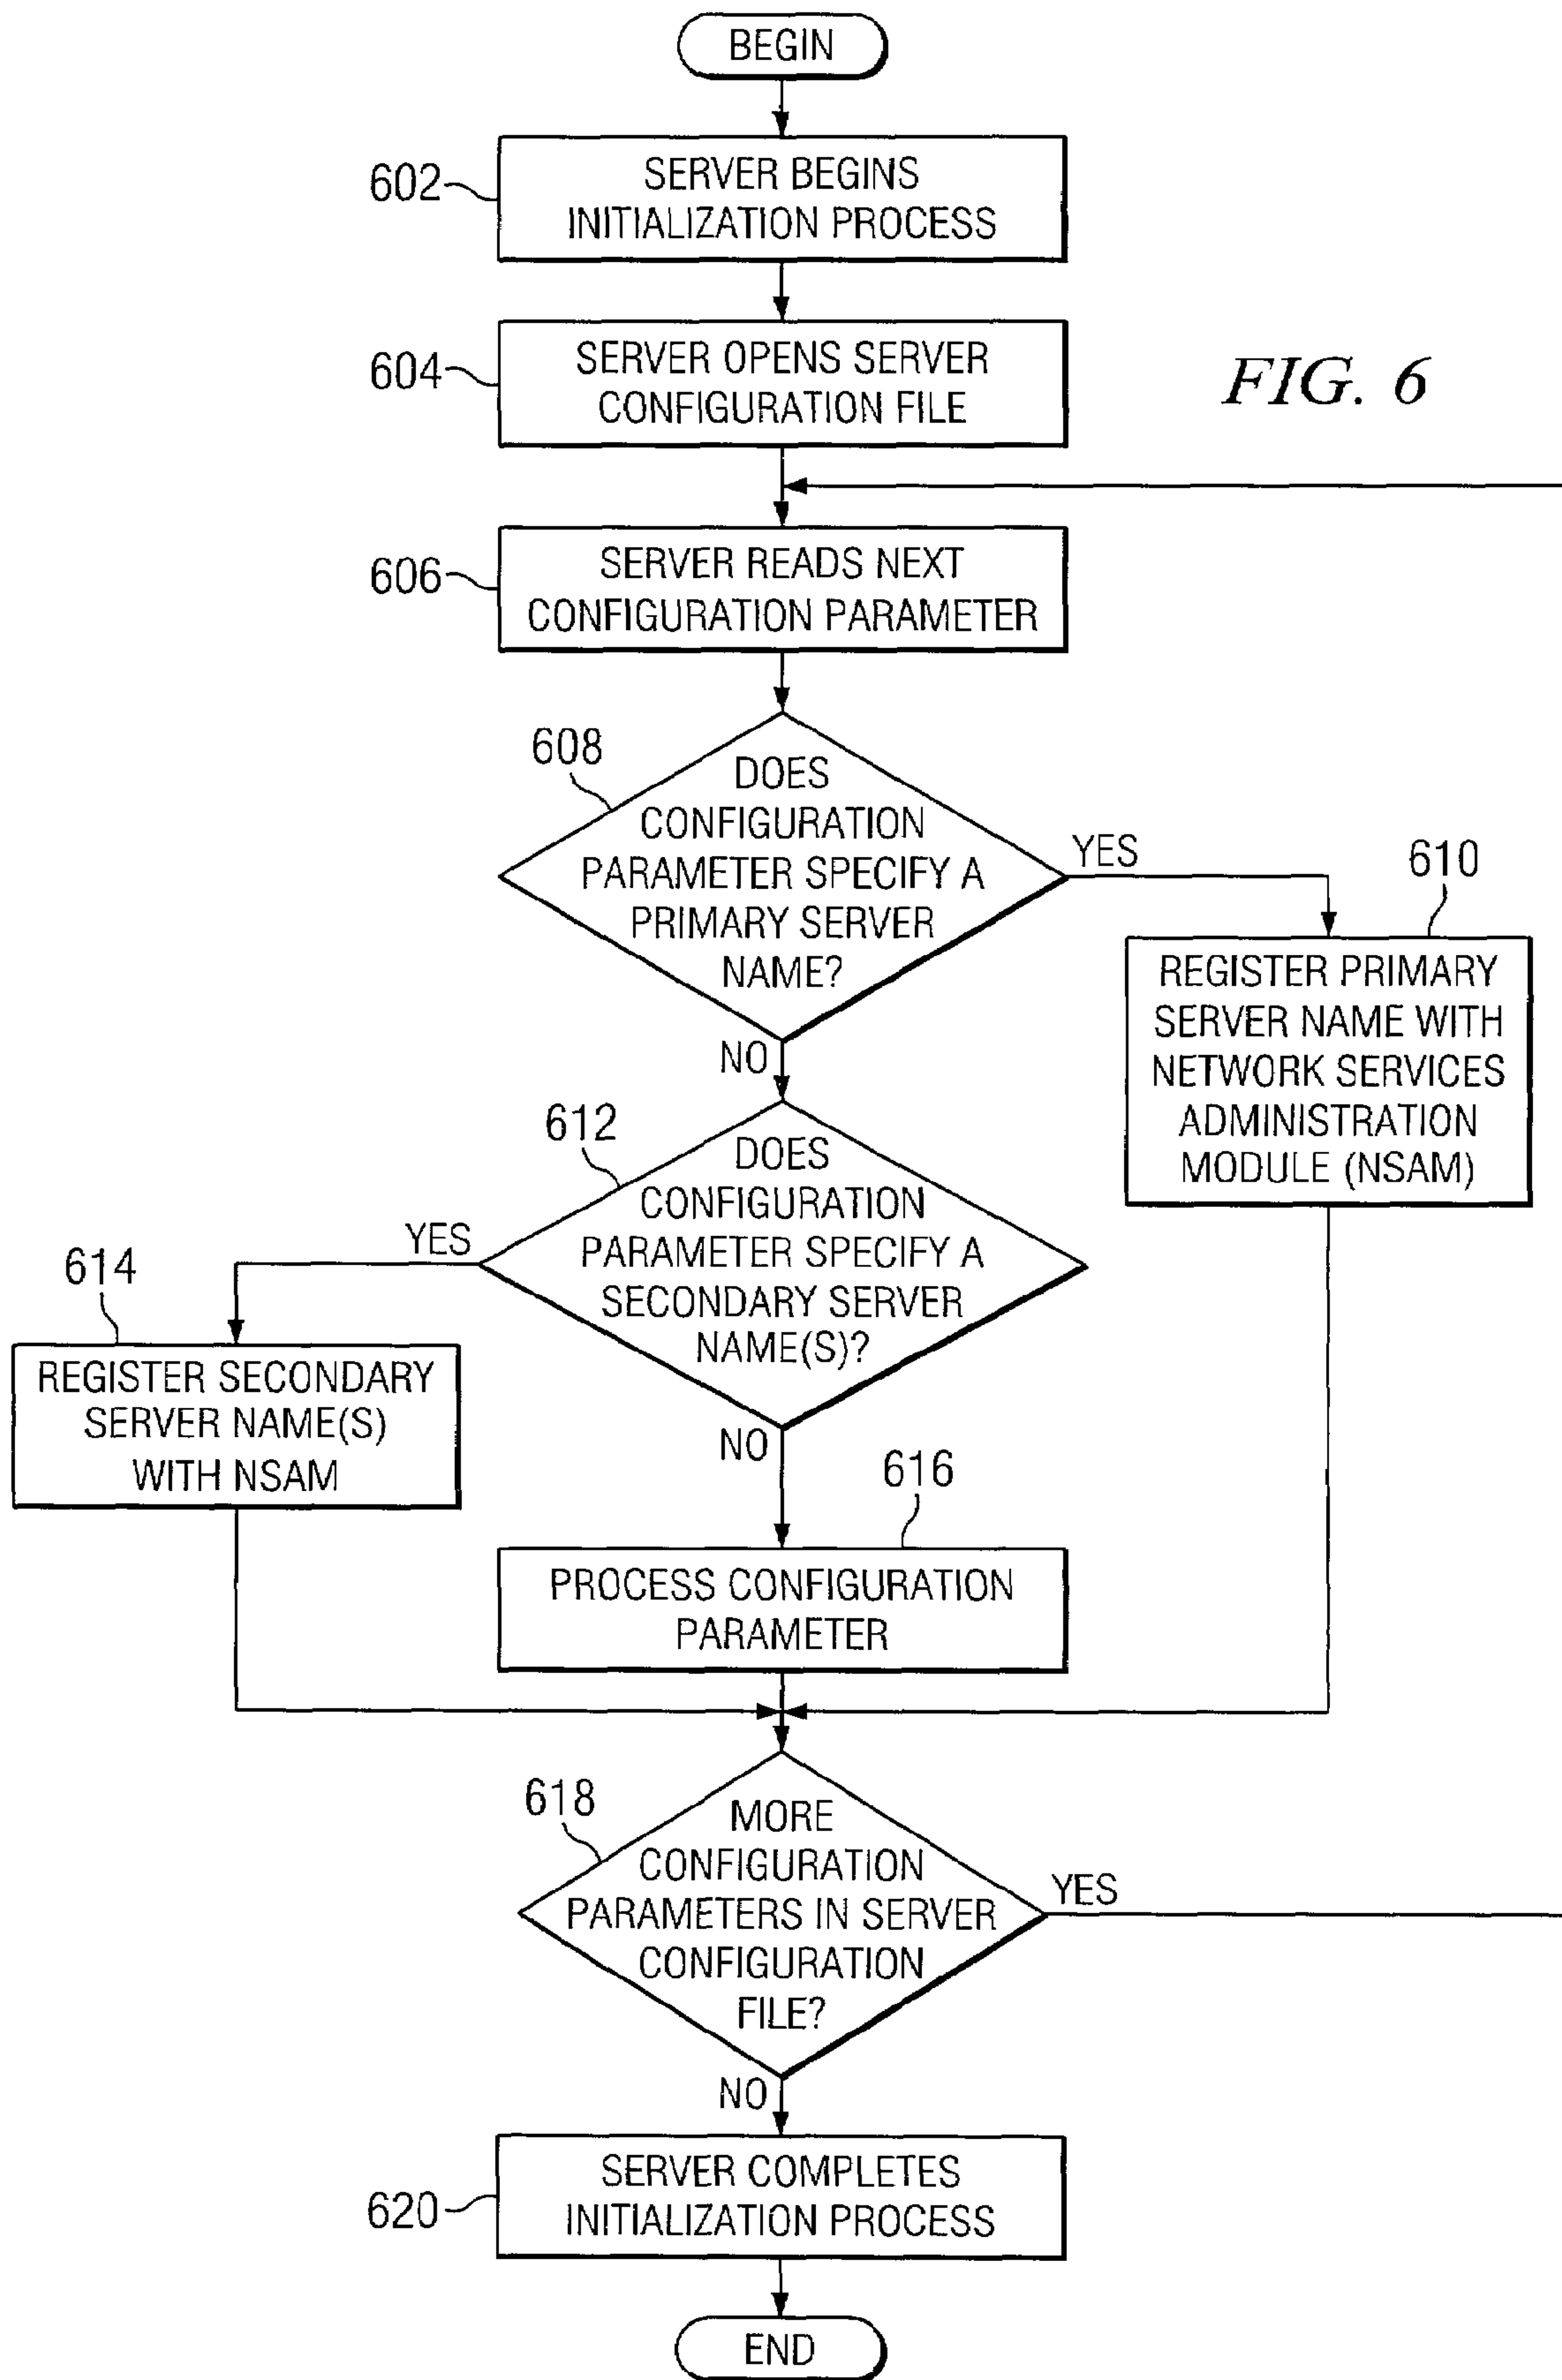 BEGIN
602
SERVER BEGINS
INITIALIZATION PROCESS
604
SERVER OPENS SERVER
CONFIGURATION FILE
FIG. 6
606
SERVER READS NEXT
CONFIGURATION PARAMETER
608
DOES
CONFIGURATION
PARAMETER SPECIFY A
PRIMARY SERVER
NAME?
YES
610
REGISTER PRIMARY
SERVER NAME WITH
NETWORK SERVICES
ADMINISTRATION
MODULE (NSAM)
NO
612
DOES
CONFIGURATION
PARAMETER SPECIFY A
SECONDARY SERVER
NAME(S)?
YES
614
REGISTER SECONDARY
SERVER NAME(S)
WITH NSAM
NO
616
PROCESS CONFIGURATION
PARAMETER
618
MORE
CONFIGURATION
PARAMETERS IN SERVER
CONFIGURATION
FILE?
YES
NO
620
SERVER COMPLETES
INITIALIZATION PROCESS
END